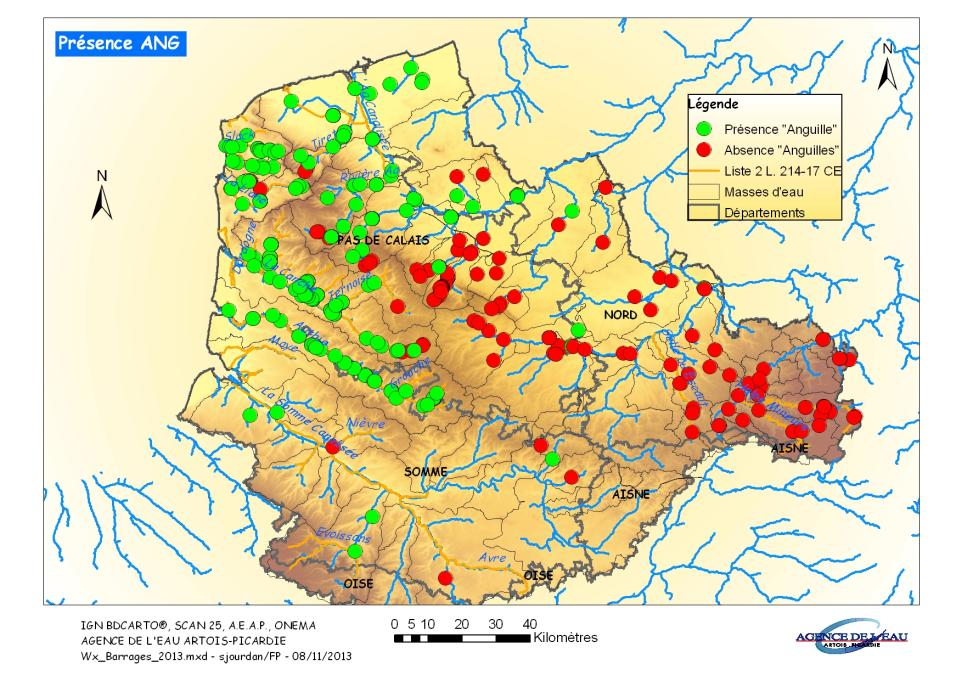 Présence ANG
N
N
Légende
Présence "Anguille"
Absence "Anguilles"
Liste 2 L. 214-17 CE
Masses d'eau
Départements
Slack
Tiret
PAS DE CALAIS
Ternoise
NORD
Authie
Maye
Grouche
La Somme Canalisée
Nièvre
SOMME
AISNE
AISNE
Evoissons
Avre
OISE
OISE
IGN BDCARTO®, SCAN 25, A.E.A.P., ONEMA
AGENCE DE L'EAU ARTOIS-PICARDIE
Wx_Barrages_2013.mxd - sjourdan/FP - 08/11/2013
0 5 10 20 30 40
Kilomètres
AGENCE DE L'EAU
ARTOIS - PICARDIE